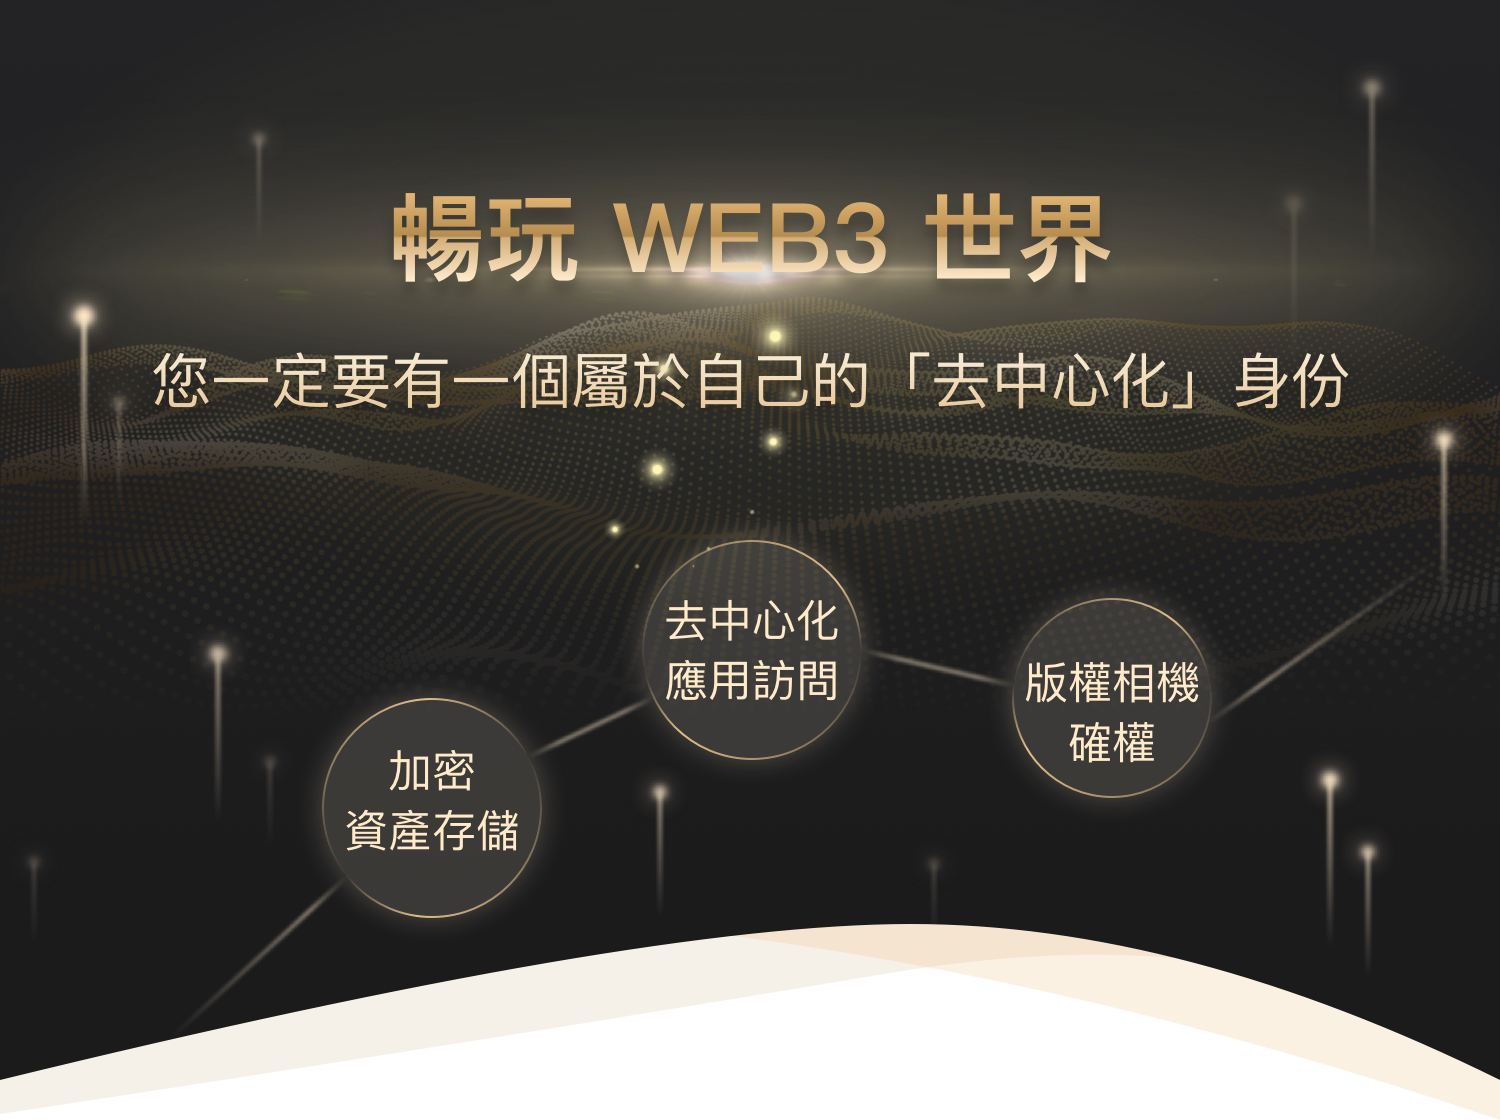 暢玩 WEB3 世界
您一定要有一個屬於自己的「去中心化」身份
去中心化
應用訪問
版權相機
確權
加密
資產存儲